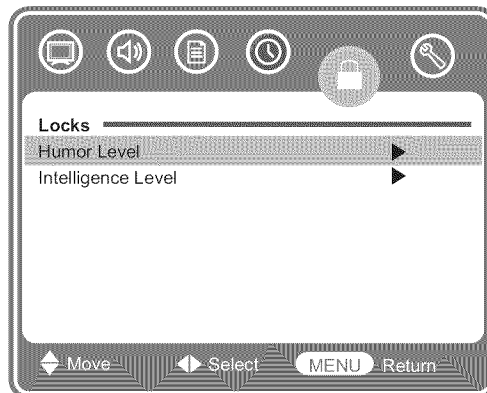 Locks
Humor Level
Intelligence Level
Move Select MENU Return